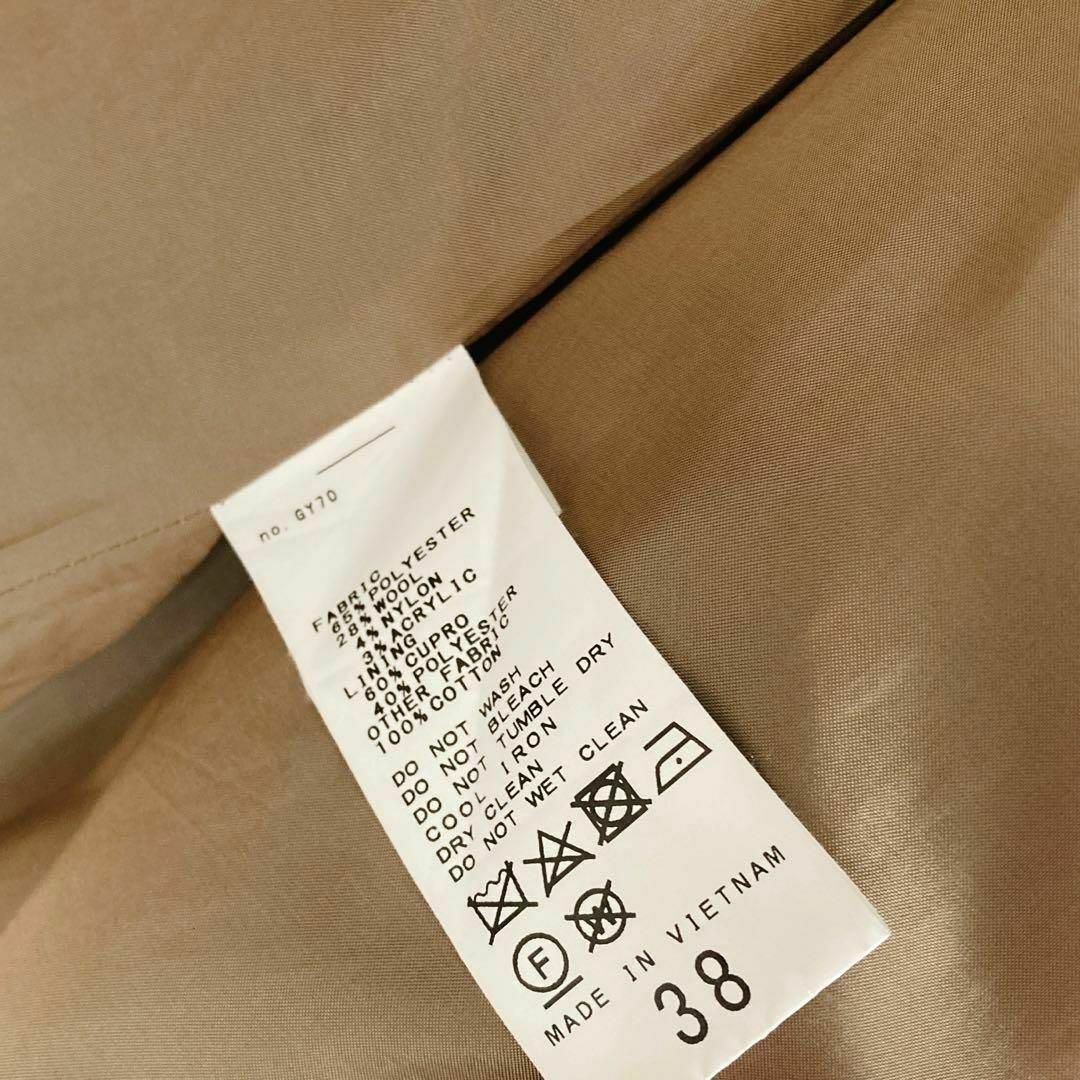 no. GY70
FABRIC
65%POLYESTER
28%WOOL
4%NYLON
3%ACRYLIC
LINING
60%CUPRO
40%POLYESTER
OTHER FABRIC
100%COTTON
DO NOT WASH
DO NOT BLEACH
DO NOT TUMBLE DRY
COOL IRON
DRY CLEAN
DO NOT WET CLEAN
W
F
MADE IN VIETNAM
38